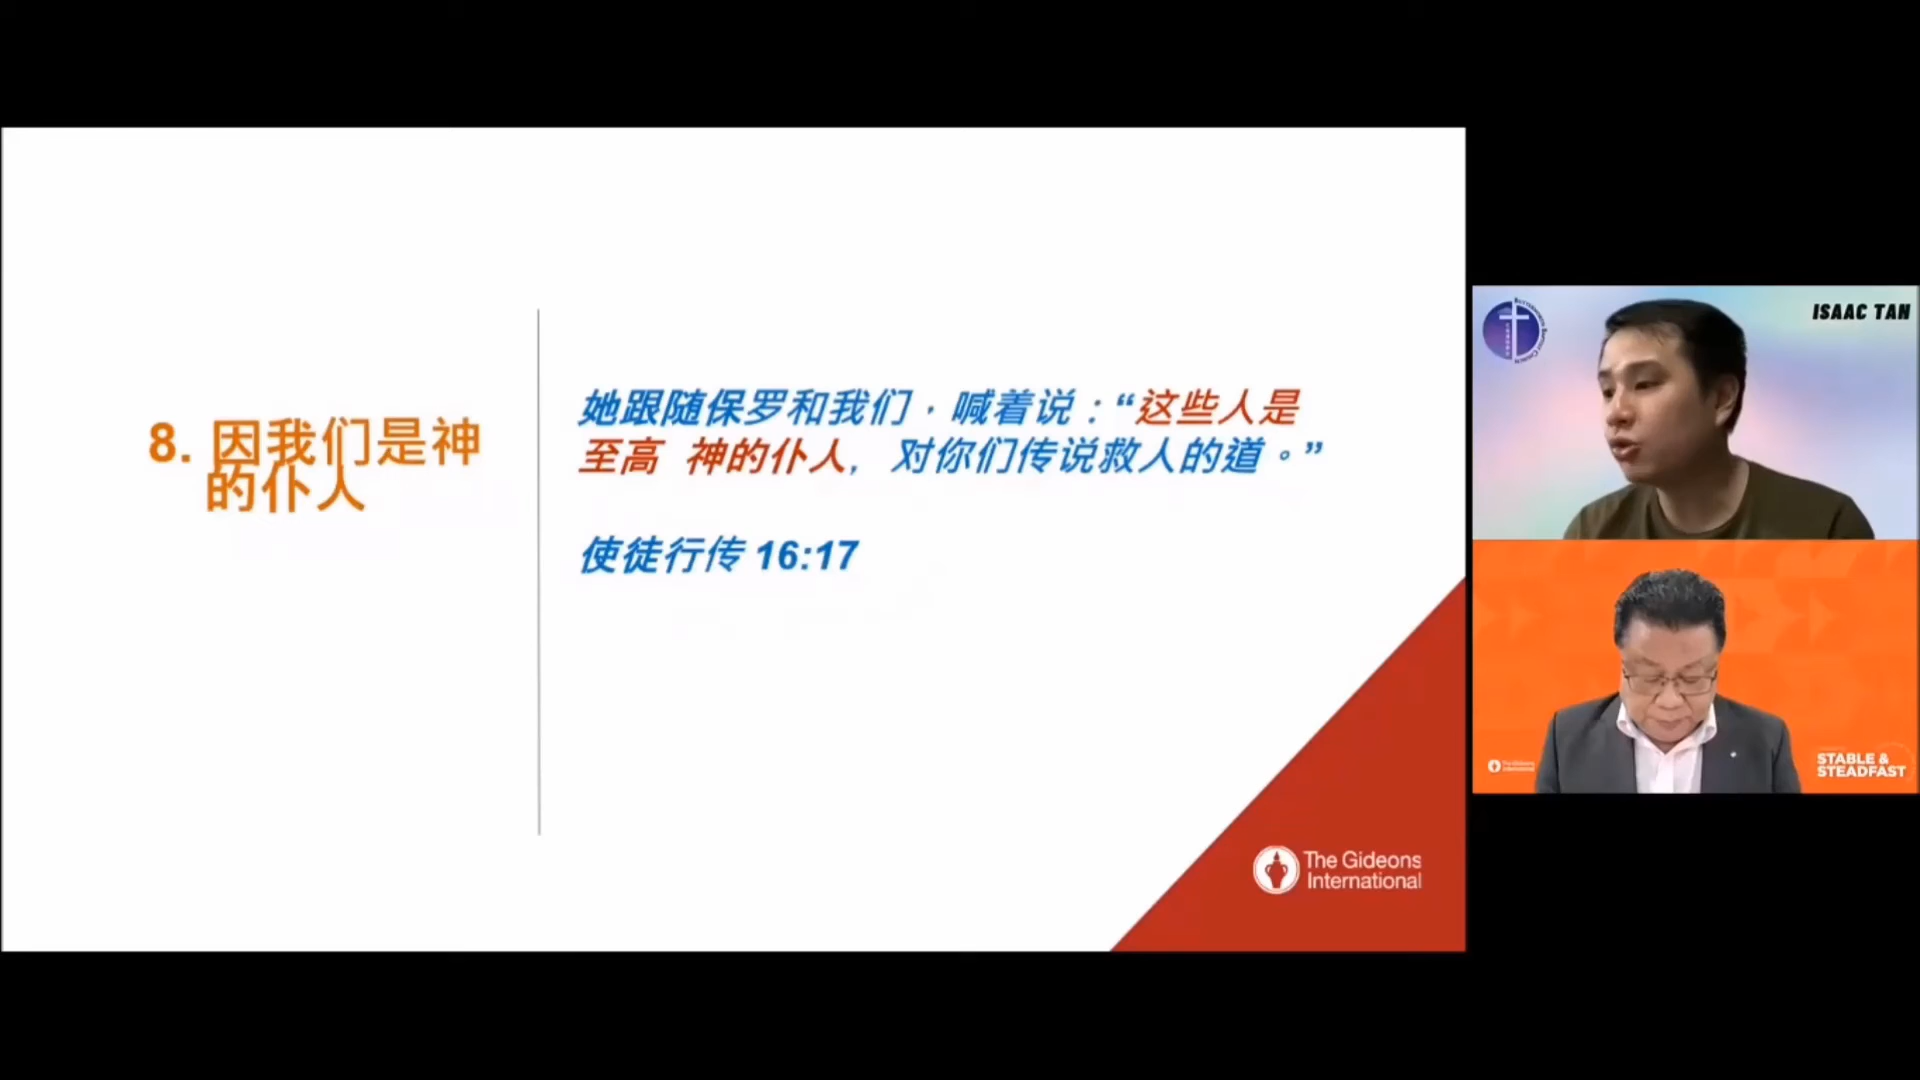 8. 因我们是神
的仆人
她跟随保罗和我们，喊着说：“这些人是
至高 神的仆人, 对你们传说救人的道。”
使徒行传 16:17
The Gideons
International
ISAAC TAN
STABLE &
STEADFAST